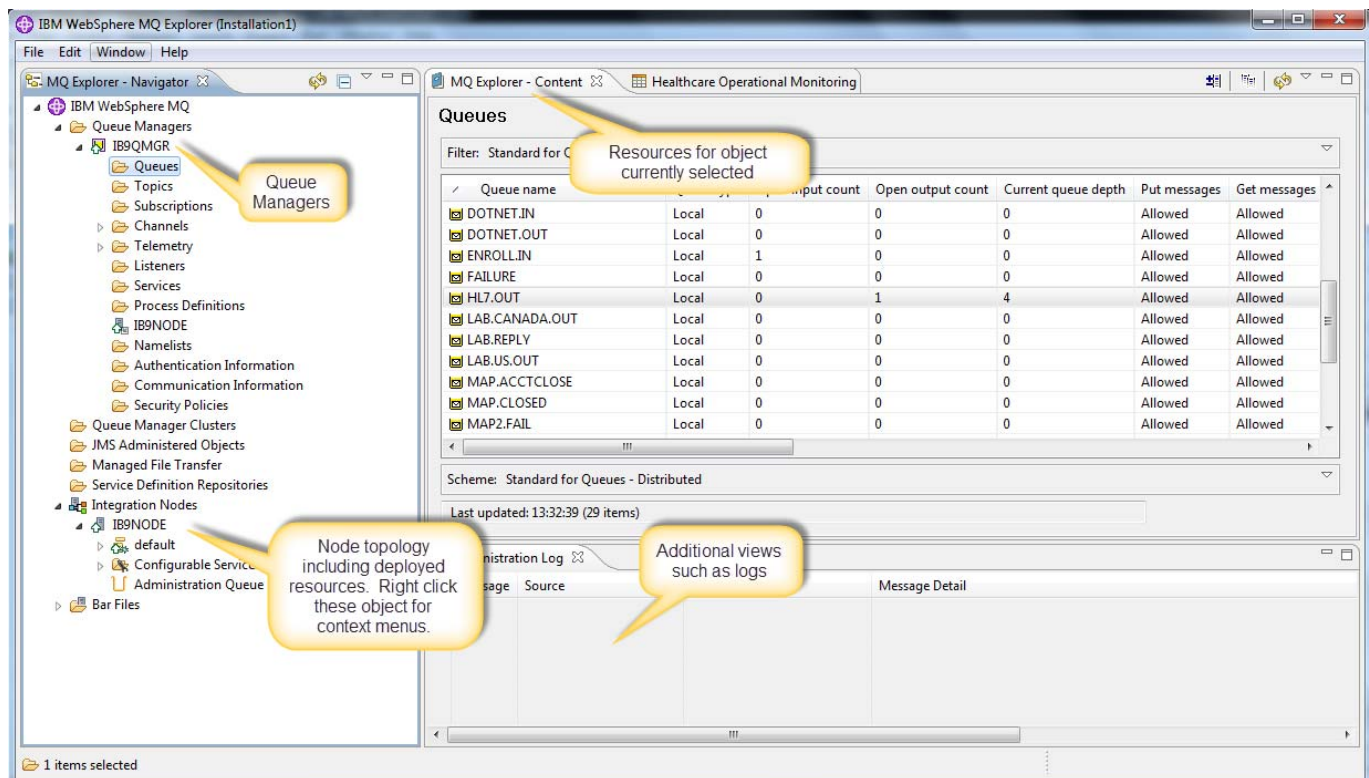 IBM WebSphere MQ Explorer (Installation1)
File Edit Window Help
MQ Explorer - Navigator
IBM WebSphere MQ
Queue Managers
IB9QMGR
Queues
Topics
Subscriptions
Channels
Telemetry
Listeners
Services
Process Definitions
IB9NODE
Namelists
Authentication Information
Communication Information
Security Policies
Queue Manager Clusters
JMS Administered Objects
Managed File Transfer
Service Definition Repositories
Integration Nodes
IB9NODE
default
Configurable Servic
Administration Queue
Bar Files
Queue
Managers
Node topology
including deployed
resources. Right click
these object for
context menus.
MQ Explorer - Content Healthcare Operational Monitoring
Queues
Filter: Standard for
Resources for object
currently selected
Queue name put count Open output count Current queue depth Put messages Get messages
DOTNET.IN Local 0 0 0 Allowed Allowed
DOTNET.OUT Local 0 0 0 Allowed Allowed
ENROLL.IN Local 1 0 0 Allowed Allowed
FAILURE Local 0 0 0 Allowed Allowed
HL7.OUT Local 0 1 4 Allowed Allowed
LAB.CANADA.OUT Local 0 0 0 Allowed Allowed
LAB.REPLY Local 0 0 0 Allowed Allowed
LAB.US.OUT Local 0 0 0 Allowed Allowed
MAP.ACCTCLOSE Local 0 0 0 Allowed Allowed
MAP.CLOSED Local 0 0 0 Allowed Allowed
MAP2.FAIL Local 0 0 0 Allowed Allowed
Scheme: Standard for Queues - Distributed
Last updated: 13:32:39 (29 items)
nistration Log
Additional views
such as logs
sage Source Message Detail
1 items selected